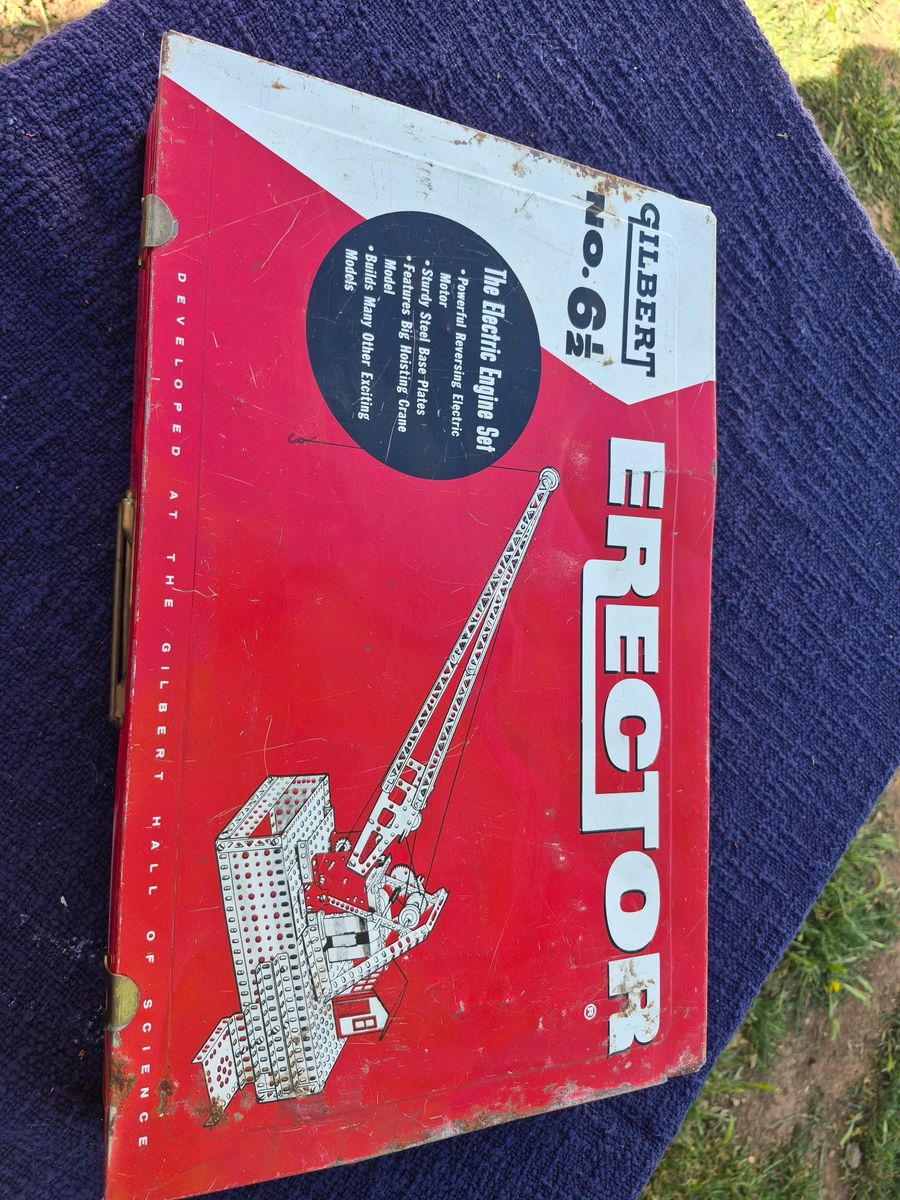 GILBERT
No. 6½
ERECTOR®
The Electric Engine Set
• Powerful Reversing Electric
Motor
• Sturdy Steel Base Plates
• Features Big Hoisting Crane
Model
• Builds Many Other Exciting
Models
DEVELOPED AT THE GILBERT HALL OF SCIENCE